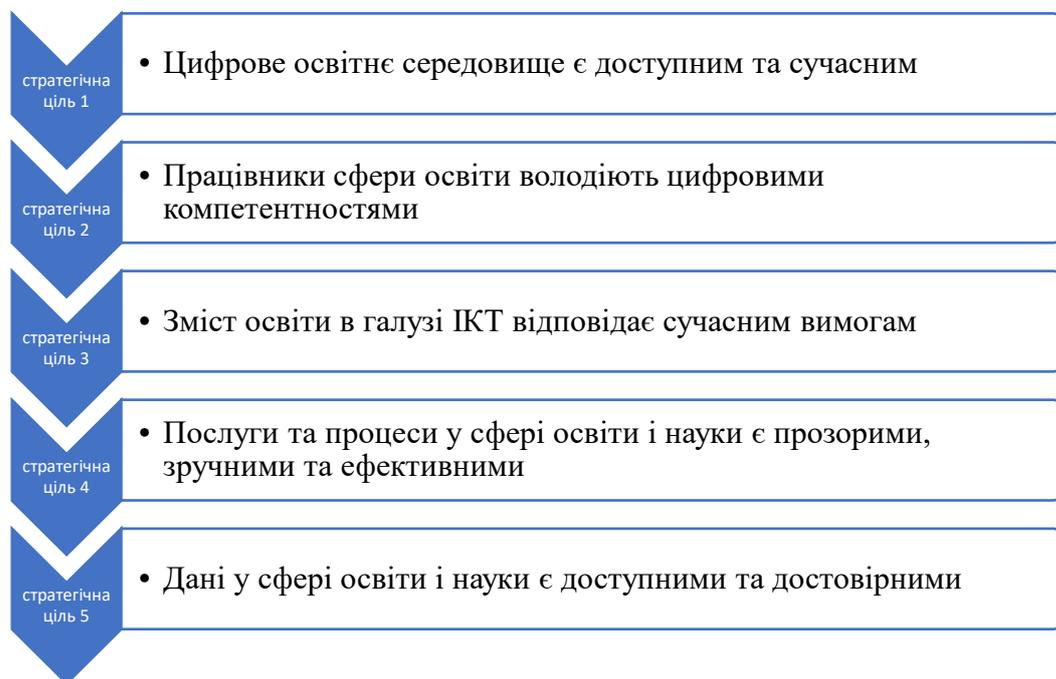 стратегічна
ціль 1
• Цифрове освітнє середовище є доступним та сучасним
стратегічна
ціль 2
• Працівники сфери освіти володіють цифровими
компетентностями
стратегічна
ціль 3
• Зміст освіти в галузі ІКТ відповідає сучасним вимогам
стратегічна
ціль 4
• Послуги та процеси у сфері освіти і науки є прозорими,
зручними та ефективними
стратегічна
ціль 5
• Дані у сфері освіти і науки є доступними та достовірними